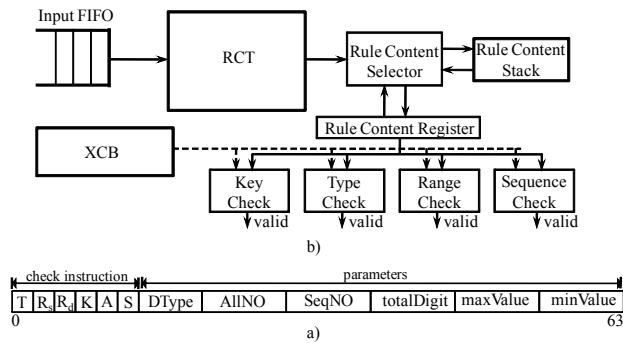 Input FIFO
RCT
Rule Content
Selector
Rule Content
Stack
Rule Content Register
XCB
Key
Check
Type
Check
Range
Check
Sequence
Check
valid valid valid valid
b)
check instruction parameters
T Rs Rd K A S DType AllNO SeqNO totalDigit maxValue minValue
0 63
a)